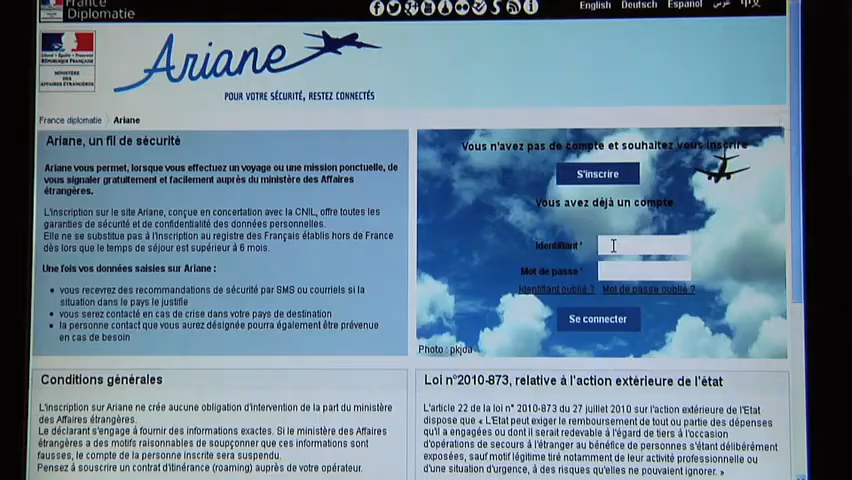 France
Diplomatie
English Deutsch Español عربي 中文
RÉPUBLIQUE FRANÇAISE
MINISTÈRE
DES
AFFAIRES ÉTRANGÈRES
Ariane
POUR VOTRE SÉCURITÉ, RESTEZ CONNECTÉS
France diplomatie Ariane
Ariane, un fil de sécurité
Ariane vous permet, lorsque vous effectuez un voyage ou une mission ponctuelle, de
vous signaler gratuitement et facilement auprès du ministère des Affaires
étrangères.
L'inscription sur le site Ariane, conçue en concertation avec la CNIL, offre toutes les
garanties de sécurité et de confidentialité des données personnelles.
Elle ne se substitue pas à l'inscription au registre des Français établis hors de France
dès lors que le temps de séjour est supérieur à 6 mois.
Une fois vos données saisies sur Ariane :
• vous recevrez des recommandations de sécurité par SMS ou courriels si la
situation dans le pays le justifie
• vous serez contacté en cas de crise dans votre pays de destination
• la personne contact que vous aurez désignée pourra également être prévenue
en cas de besoin
Vous n'avez pas de compte et souhaitez vous inscrire
S'inscrire
Vous avez déjà un compte
Identifiant *
Mot de passe *
Identifiant oublié ? Mot de passe oublié ?
Se connecter
Photo : pkjoa
Conditions générales
L'inscription sur Ariane ne crée aucune obligation d'intervention de la part du ministère
des Affaires étrangères.
Le déclarant s'engage à fournir des informations exactes. Si le ministère des Affaires
étrangères a des motifs raisonnables de soupçonner que ces informations sont
fausses, le compte de la personne inscrite sera suspendu.
Pensez à souscrire un contrat d'itinérance (roaming) auprès de votre opérateur.
Loi n°2010-873, relative à l'action extérieure de l'état
L'article 22 de la loi n° 2010-873 du 27 juillet 2010 sur l'action extérieure de l'Etat
dispose que « L'Etat peut exiger le remboursement de tout ou partie des dépenses
qu'il a engagées ou dont il serait redevable à l'égard de tiers à l'occasion
d'opérations de secours à l'étranger au bénéfice de personnes s'étant délibérément
exposées, sauf motif légitime tiré notamment de leur activité professionnelle ou
d'une situation d'urgence, à des risques qu'elles ne pouvaient ignorer. »